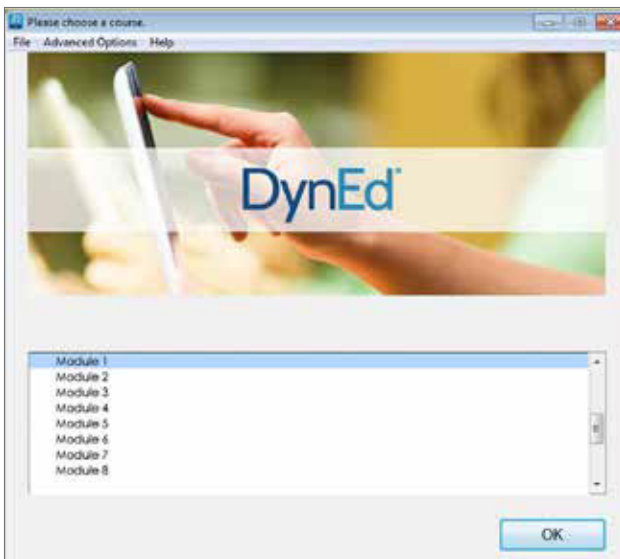 Please choose a course.
File Advanced Options Help
DynEd
Module 1
Module 2
Module 3
Module 4
Module 5
Module 6
Module 7
Module 8
OK